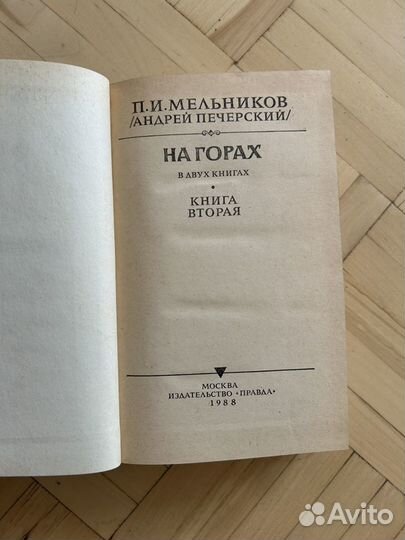 П.И.МЕЛЬНИКОВ
/АНДРЕЙ ПЕЧЕРСКИЙ/
НА ГОРАХ
В ДВУХ КНИГАХ
КНИГА
ВТОРАЯ
МОСКВА
ИЗДАТЕЛЬСТВО «ПРАВДА»
1988
Avito